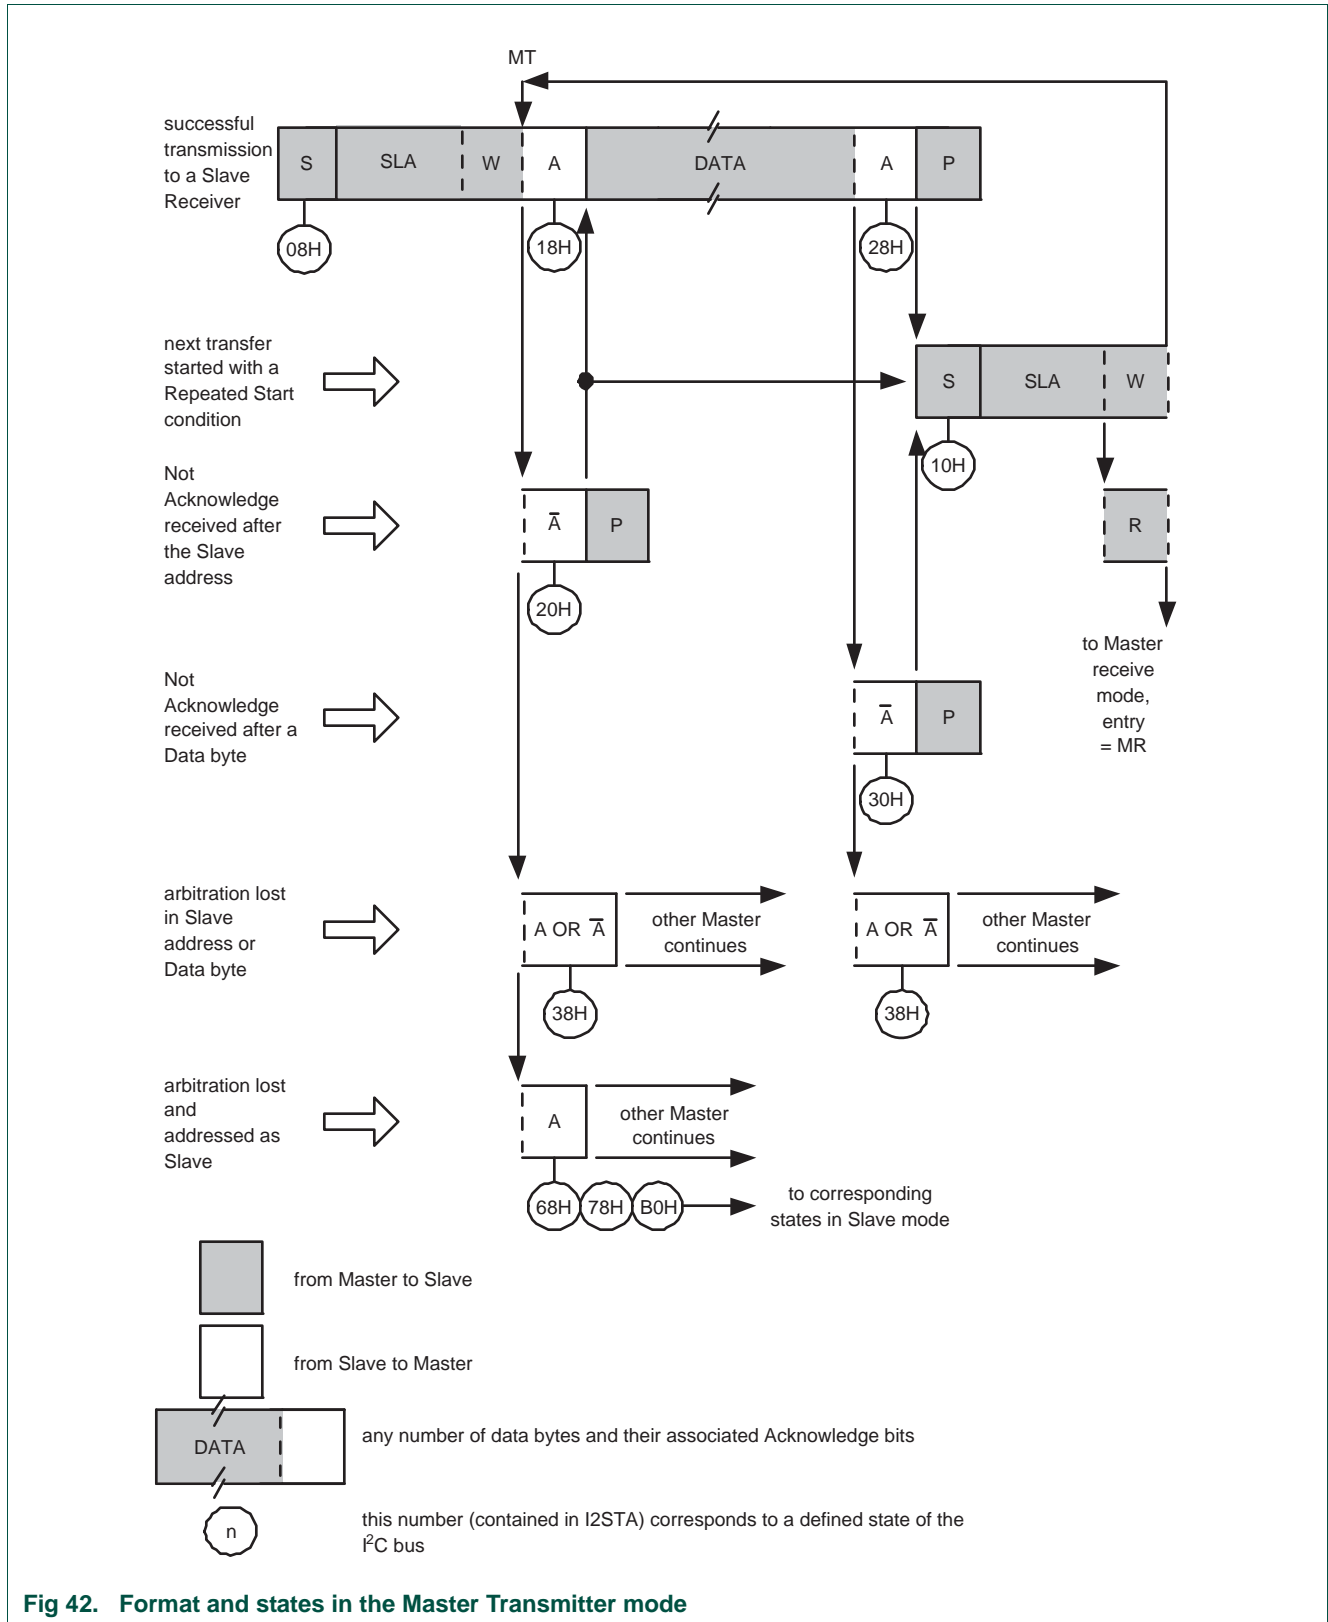 MT
successful
transmission
to a Slave
Receiver
S SLA W A DATA A P
08H 18H 28H
next transfer
started with a
Repeated Start
condition
S SLA W
10H
Not
Acknowledge
received after
the Slave
address
A̅ P
R
20H
to Master
receive
mode,
entry
= MR
Not
Acknowledge
received after a
Data byte
A̅ P
30H
arbitration lost
in Slave
address or
Data byte
A OR A̅
other Master
continues
A OR A̅
other Master
continues
38H 38H
arbitration lost
and
addressed as
Slave
A
other Master
continues
68H 78H B0H
to corresponding
states in Slave mode
from Master to Slave
from Slave to Master
DATA
any number of data bytes and their associated Acknowledge bits
n
this number (contained in I2STA) corresponds to a defined state of the
I²C bus
Fig 42. Format and states in the Master Transmitter mode